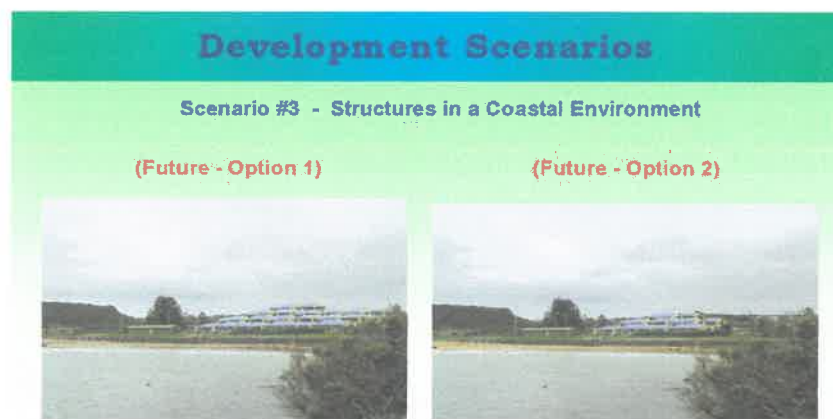 Development Scenarios
Scenario #3 - Structures in a Coastal Environment
(Future - Option 1)
(Future - Option 2)